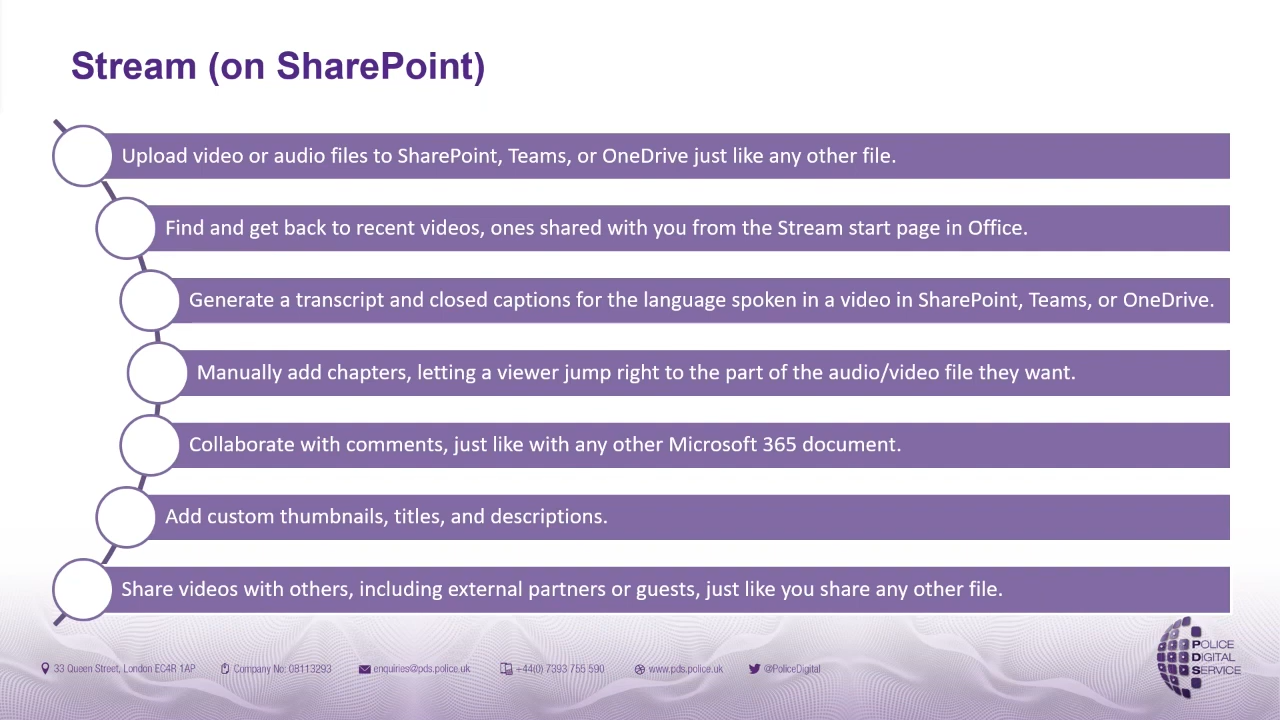 Stream (on SharePoint)
Upload video or audio files to SharePoint, Teams, or OneDrive just like any other file.
Find and get back to recent videos, ones shared with you from the Stream start page in Office.
Generate a transcript and closed captions for the language spoken in a video in SharePoint, Teams, or OneDrive.
Manually add chapters, letting a viewer jump right to the part of the audio/video file they want.
Collaborate with comments, just like with any other Microsoft 365 document.
Add custom thumbnails, titles, and descriptions.
Share videos with others, including external partners or guests, just like you share any other file.
33 Queen Street, London EC4R 1AP Company No: 08113293 enquiries@pds.police.uk +44(0) 7393 755 590 www.pds.police.uk @PoliceDigital
POLICE
DIGITAL
SERVICE